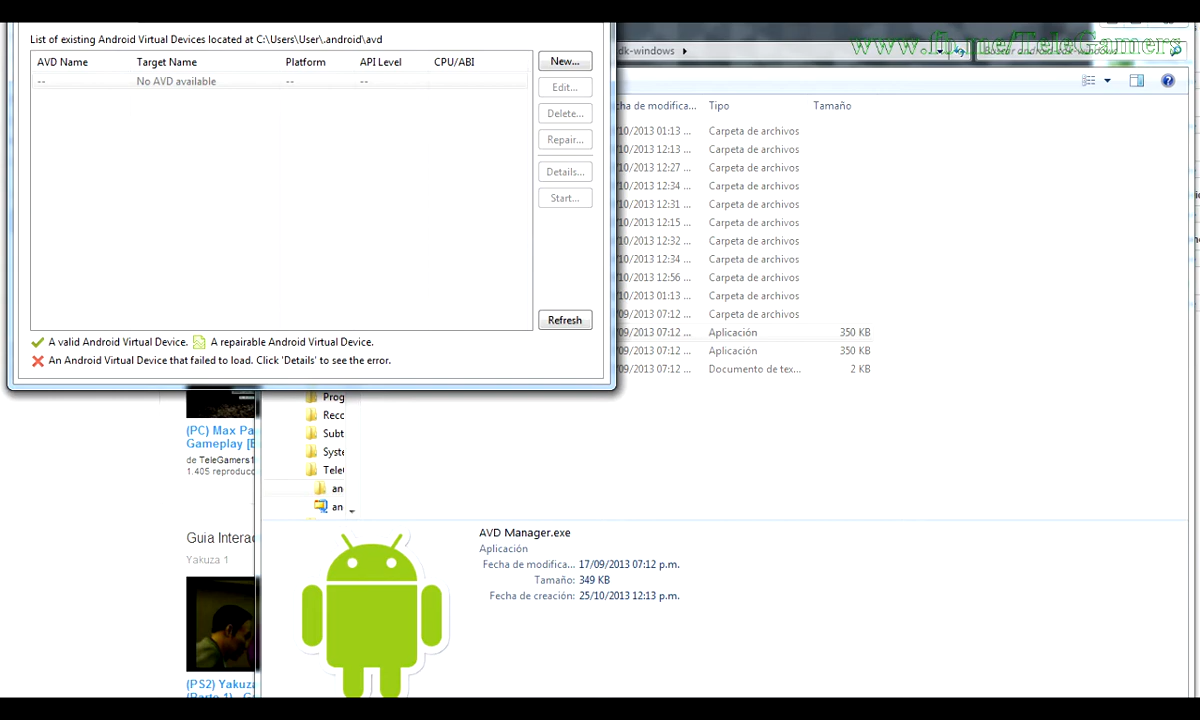 List of existing Android Virtual Devices located at C:\Users\User\.android\avd
AVD Name Target Name Platform API Level CPU/ABI
-- No AVD available -- --
New...
Edit...
Delete...
Repair...
Details...
Start...
Refresh
A valid Android Virtual Device. A repairable Android Virtual Device.
An Android Virtual Device that failed to load. Click 'Details' to see the error.
dk-windows
www.fb.me/TeleGamers
cha de modifica... Tipo Tamaño
/10/2013 01:13 ... Carpeta de archivos
/10/2013 12:13 ... Carpeta de archivos
/10/2013 12:27 ... Carpeta de archivos
/10/2013 12:34 ... Carpeta de archivos
/10/2013 12:31 ... Carpeta de archivos
/10/2013 12:15 ... Carpeta de archivos
/10/2013 12:32 ... Carpeta de archivos
/10/2013 12:34 ... Carpeta de archivos
/10/2013 12:56 ... Carpeta de archivos
/10/2013 01:13 ... Carpeta de archivos
/09/2013 07:12 ... Carpeta de archivos
/09/2013 07:12 ... Aplicación 350 KB
/09/2013 07:12 ... Aplicación 350 KB
/09/2013 07:12 ... Documento de tex... 2 KB
Prog
Reco
Subt
Syste
Tele
an
an
(PC) Max Pa
Gameplay [E
de TeleGamers1
1.405 reproduc
Guia Interac
Yakuza 1
(PS2) Yakuza
AVD Manager.exe
Aplicación
Fecha de modifica... 17/09/2013 07:12 p.m.
Tamaño: 349 KB
Fecha de creación: 25/10/2013 12:13 p.m.